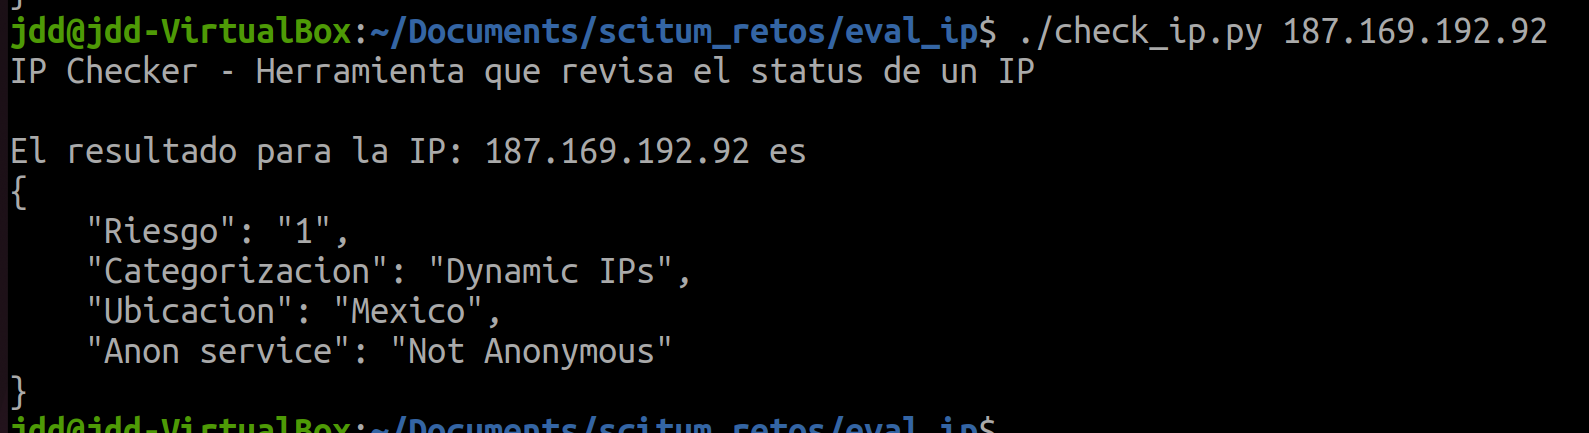 }
jdd@jdd-VirtualBox:~/Documents/scitum_retos/eval_ip$ ./check_ip.py 187.169.192.92
IP Checker - Herramienta que revisa el status de un IP

El resultado para la IP: 187.169.192.92 es
{
    "Riesgo": "1",
    "Categorizacion": "Dynamic IPs",
    "Ubicacion": "Mexico",
    "Anon service": "Not Anonymous"
}
jdd@jdd-VirtualBox:~/Documents/scitum_retos/eval_ip$